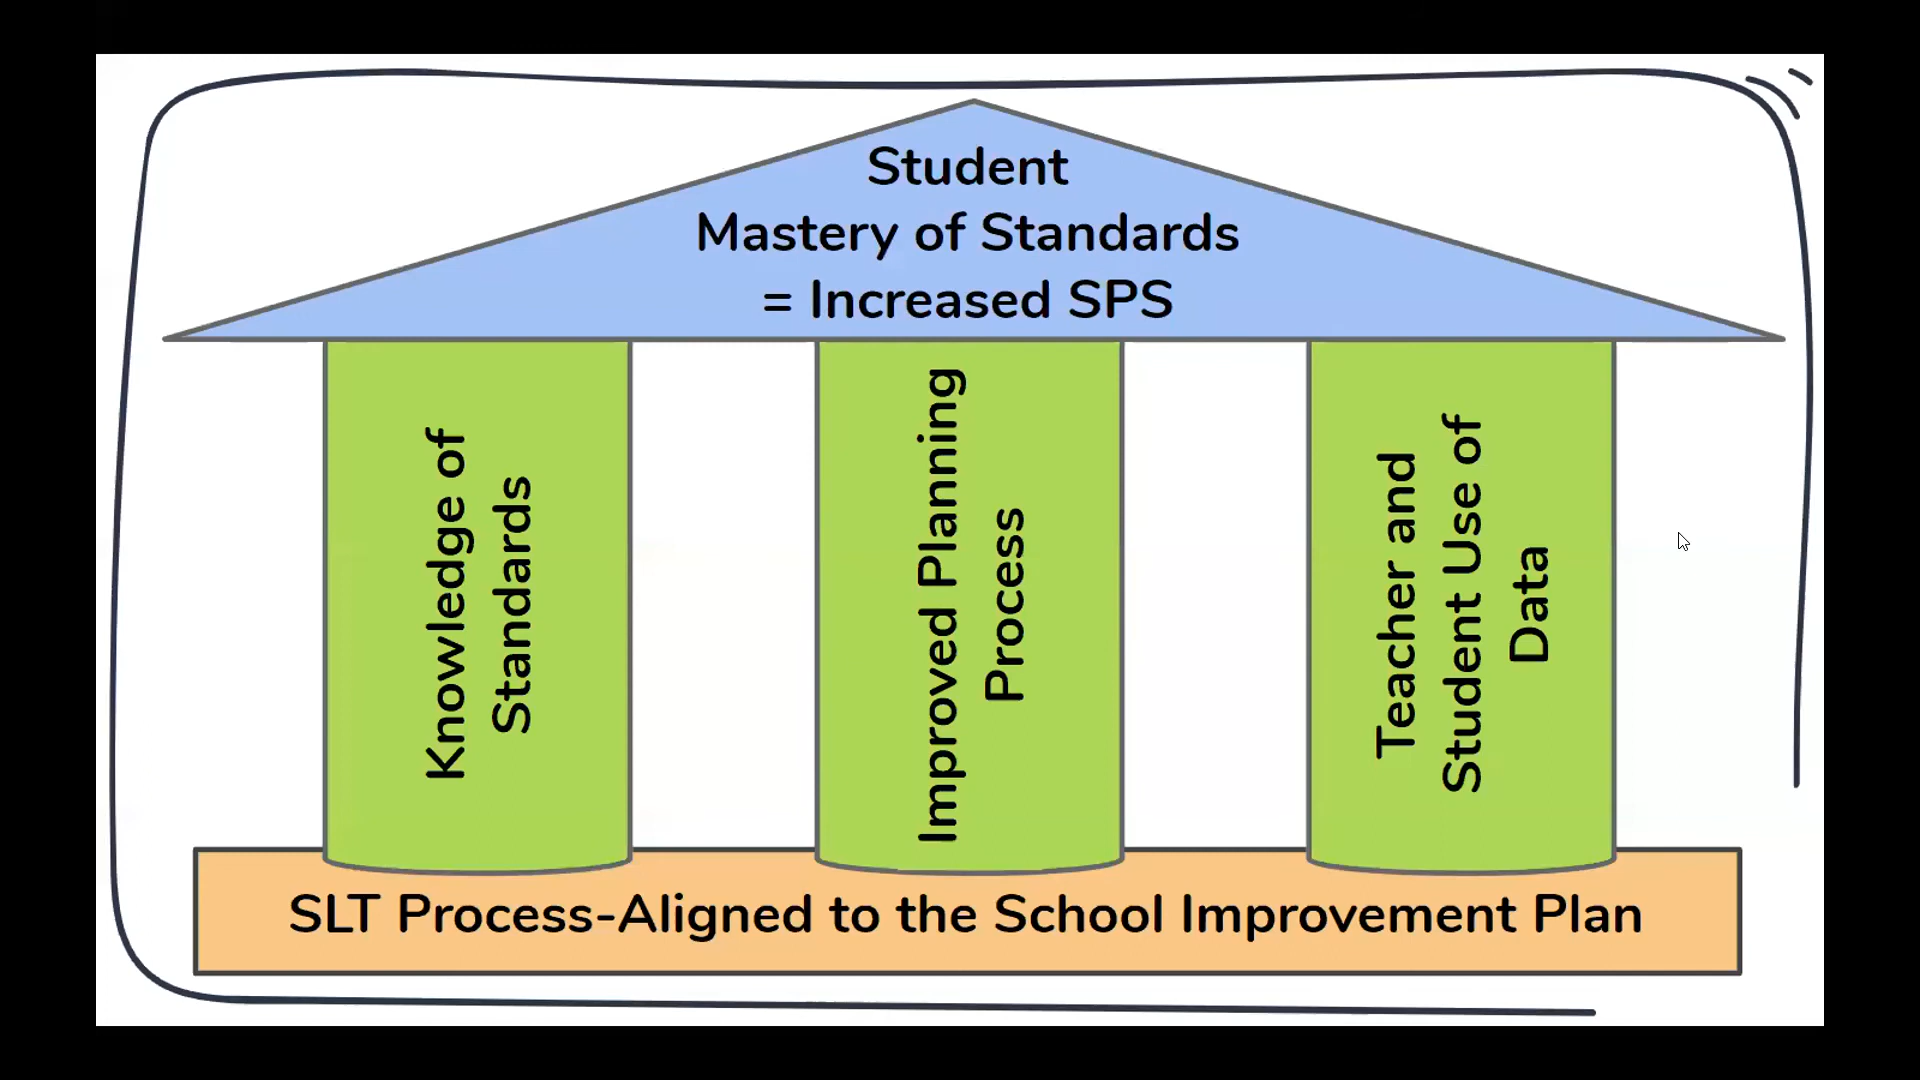 Student
Mastery of Standards
= Increased SPS
Knowledge of
Standards
Improved Planning
Process
Teacher and
Student Use of
Data
SLT Process-Aligned to the School Improvement Plan